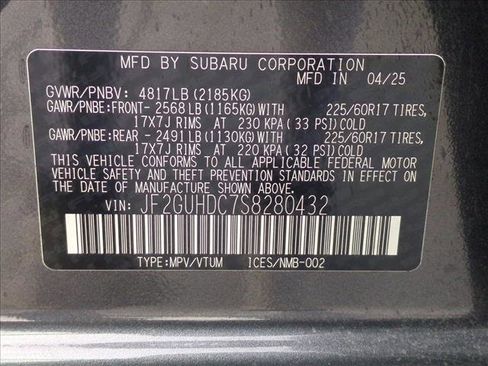 MFD BY SUBARU CORPORATION
MFD IN 04/25
GVWR/PNBV: 4817LB (2185KG)
GAWR/PNBE:FRONT- 2568 LB (1165KG) WITH 225/60R17 TIRES,
17X7J RIMS AT 230 KPA (33 PSI) COLD
GAWR/PNBE:REAR - 2491 LB (1130KG) WITH 225/60R17 TIRES,
17X7J RIMS AT 220 KPA (32 PSI) COLD
THIS VEHICLE CONFORMS TO ALL APPLICABLE FEDERAL MOTOR
VEHICLE SAFETY AND THEFT PREVENTION STANDARDS IN EFFECT
ON THE DATE OF MANUFACTURE SHOWN ABOVE.
VIN: JF2GUHDC7S8280432
TYPE:MPV/VTUM ICES/NMB-002